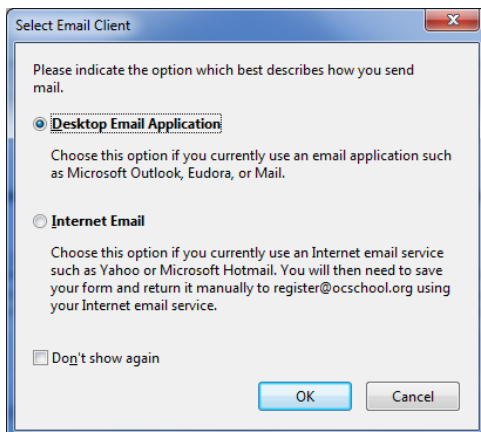 Select Email Client
Please indicate the option which best describes how you send
mail.
Desktop Email Application
Choose this option if you currently use an email application such
as Microsoft Outlook, Eudora, or Mail.
Internet Email
Choose this option if you currently use an Internet email service
such as Yahoo or Microsoft Hotmail. You will then need to save
your form and return it manually to register@ocschool.org using
your Internet email service.
Don't show again
OK Cancel